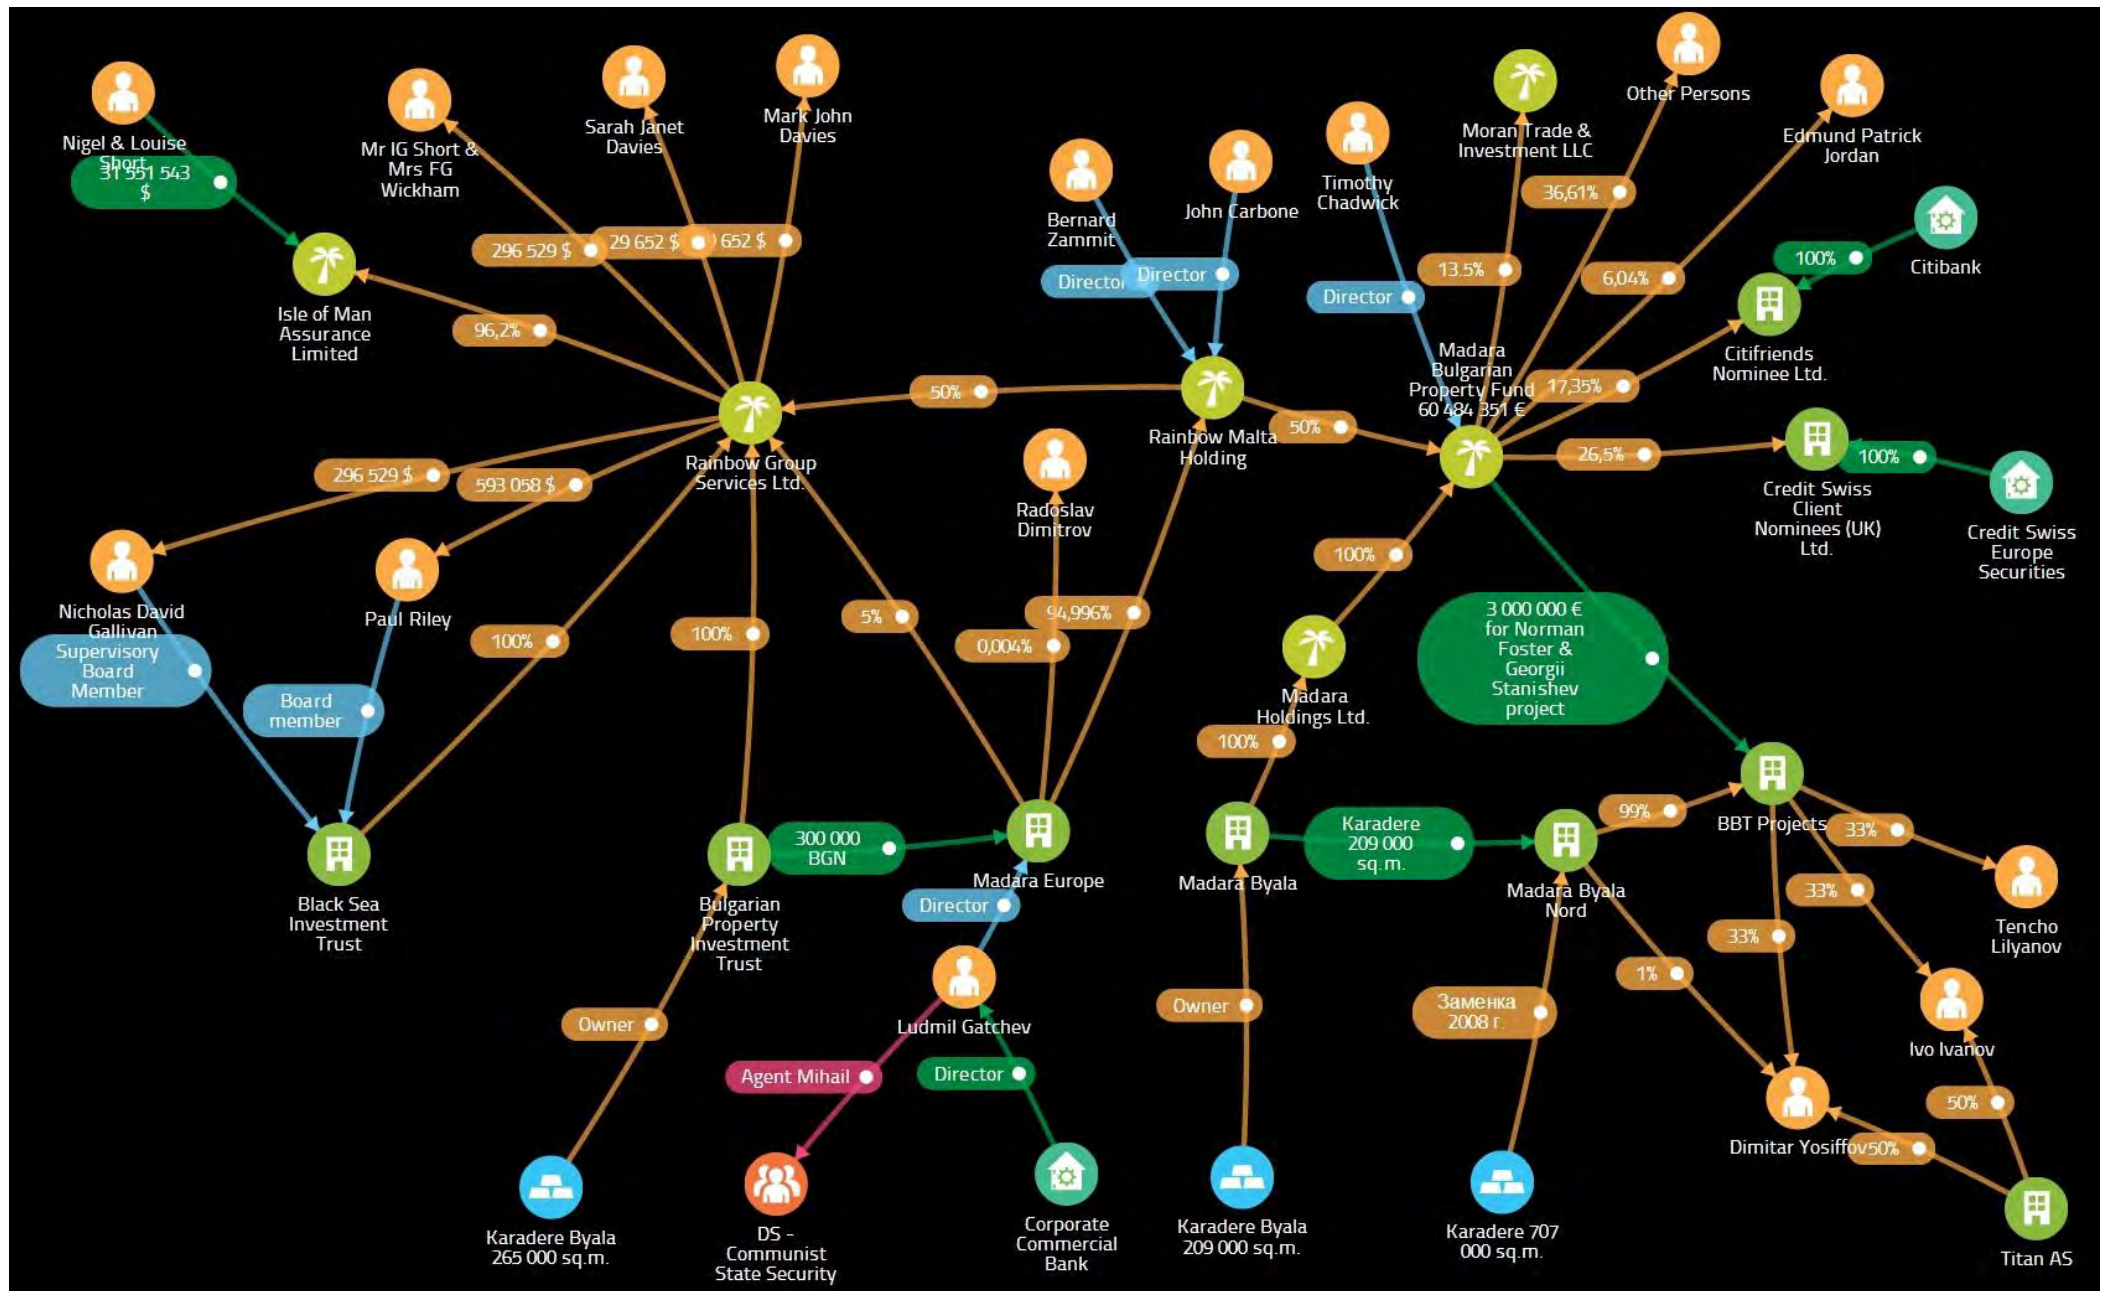 Nigel & Louise
Short
31 551 543
$
Mr IG Short &
Mrs FG
Wickham
Sarah Janet
Davies
Mark John
Davies
296 529 $
29 652 $
652 $
Isle of Man
Assurance
Limited
96,2%
Bernard
Zammit
John Carbone
Director
Director
Timothy
Chadwick
Director
Moran Trade &
Investment LLC
Other Persons
Edmund Patrick
Jordan
36,61%
13.5%
6,04%
100%
Citibank
Citifriends
Nominee Ltd.
Madara
Bulgarian
Property Fund
60 484 351 €
17,35%
50%
Rainbow Malta
Holding
50%
26,5%
100%
Credit Swiss
Client
Nominees (UK)
Ltd.
Credit Swiss
Europe
Securities
Rainbow Group
Services Ltd.
296 529 $
593 058 $
Radoslav
Dimitrov
Nicholas David
Gallivan
Supervisory
Board
Member
Paul Riley
Board
member
100%
100%
5%
0,004%
94,996%
100%
Madara
Holdings Ltd.
100%
3 000 000 €
for Norman
Foster &
Georgii
Stanishev
project
Black Sea
Investment
Trust
Bulgarian
Property
Investment
Trust
300 000
BGN
Madara Europe
Director
Madara Byala
Karadere
209 000
sq.m.
Madara Byala
Nord
99%
BBT Projects
33%
33%
33%
1%
Tencho
Lilyanov
Ivo Ivanov
Owner
Ludmil Gatchev
Agent Mihail
Director
Owner
Заменка
2008 г.
50%
Dimitar Yosiffov
50%
Karadere Byala
265 000 sq.m.
DS -
Communist
State Security
Corporate
Commercial
Bank
Karadere Byala
209 000 sq.m.
Karadere 707
000 sq.m.
Titan AS